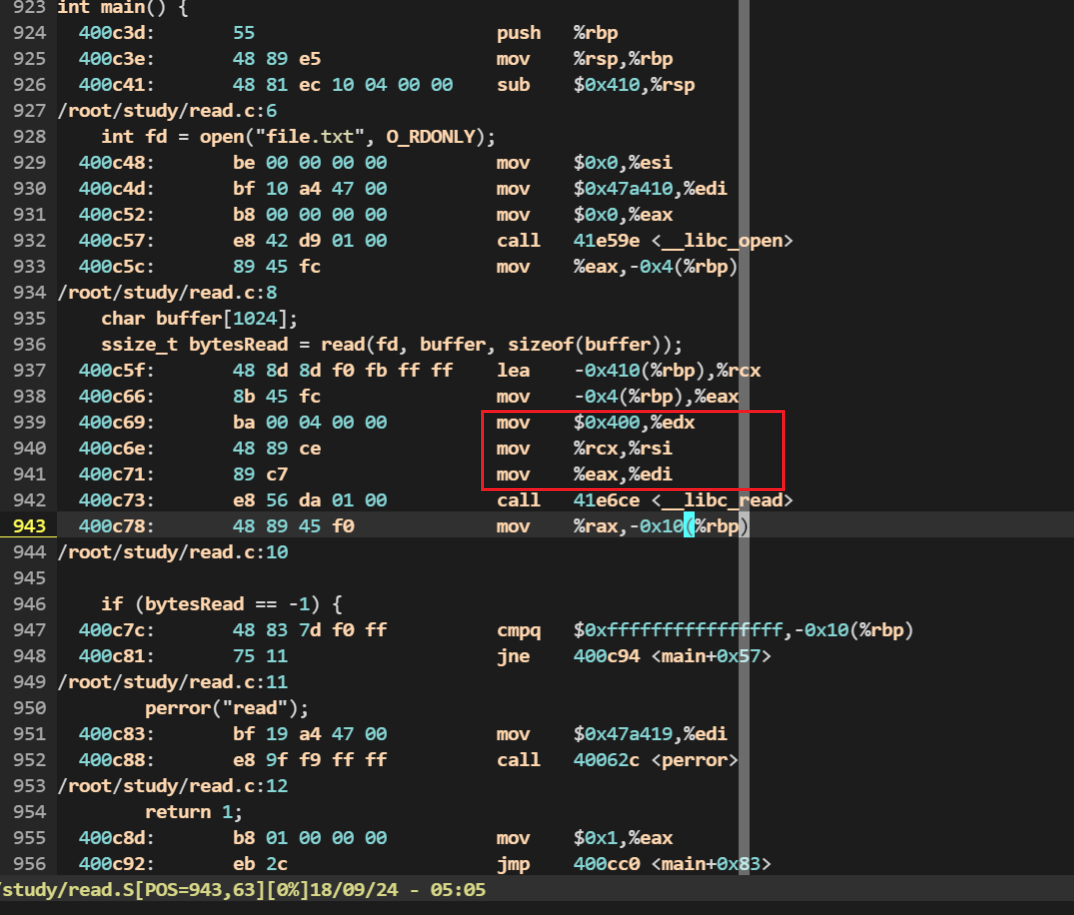 923 int main() {
924   400c3d:       55                      push   %rbp
925   400c3e:       48 89 e5                mov    %rsp,%rbp
926   400c41:       48 81 ec 10 04 00 00    sub    $0x410,%rsp
927 /root/study/read.c:6
928     int fd = open("file.txt", O_RDONLY);
929   400c48:       be 00 00 00 00          mov    $0x0,%esi
930   400c4d:       bf 10 a4 47 00          mov    $0x47a410,%edi
931   400c52:       b8 00 00 00 00          mov    $0x0,%eax
932   400c57:       e8 42 d9 01 00          call   41e59e <__libc_open>
933   400c5c:       89 45 fc                mov    %eax,-0x4(%rbp)
934 /root/study/read.c:8
935     char buffer[1024];
936     ssize_t bytesRead = read(fd, buffer, sizeof(buffer));
937   400c5f:       48 8d 8d f0 fb ff ff    lea    -0x410(%rbp),%rcx
938   400c66:       8b 45 fc                mov    -0x4(%rbp),%eax
939   400c69:       ba 00 04 00 00          mov    $0x400,%edx
940   400c6e:       48 89 ce                mov    %rcx,%rsi
941   400c71:       89 c7                   mov    %eax,%edi
942   400c73:       e8 56 da 01 00          call   41e6ce <__libc_read>
943   400c78:       48 89 45 f0             mov    %rax,-0x10(%rbp)
944 /root/study/read.c:10
945
946     if (bytesRead == -1) {
947   400c7c:       48 83 7d f0 ff          cmpq   $0xffffffffffffffff,-0x10(%rbp)
948   400c81:       75 11                   jne    400c94 <main+0x57>
949 /root/study/read.c:11
950         perror("read");
951   400c83:       bf 19 a4 47 00          mov    $0x47a419,%edi
952   400c88:       e8 9f f9 ff ff          call   40062c <perror>
953 /root/study/read.c:12
954         return 1;
955   400c8d:       b8 01 00 00 00          mov    $0x1,%eax
956   400c92:       eb 2c                   jmp    400cc0 <main+0x83>
/study/read.S[POS=943,63][0%]18/09/24 - 05:05